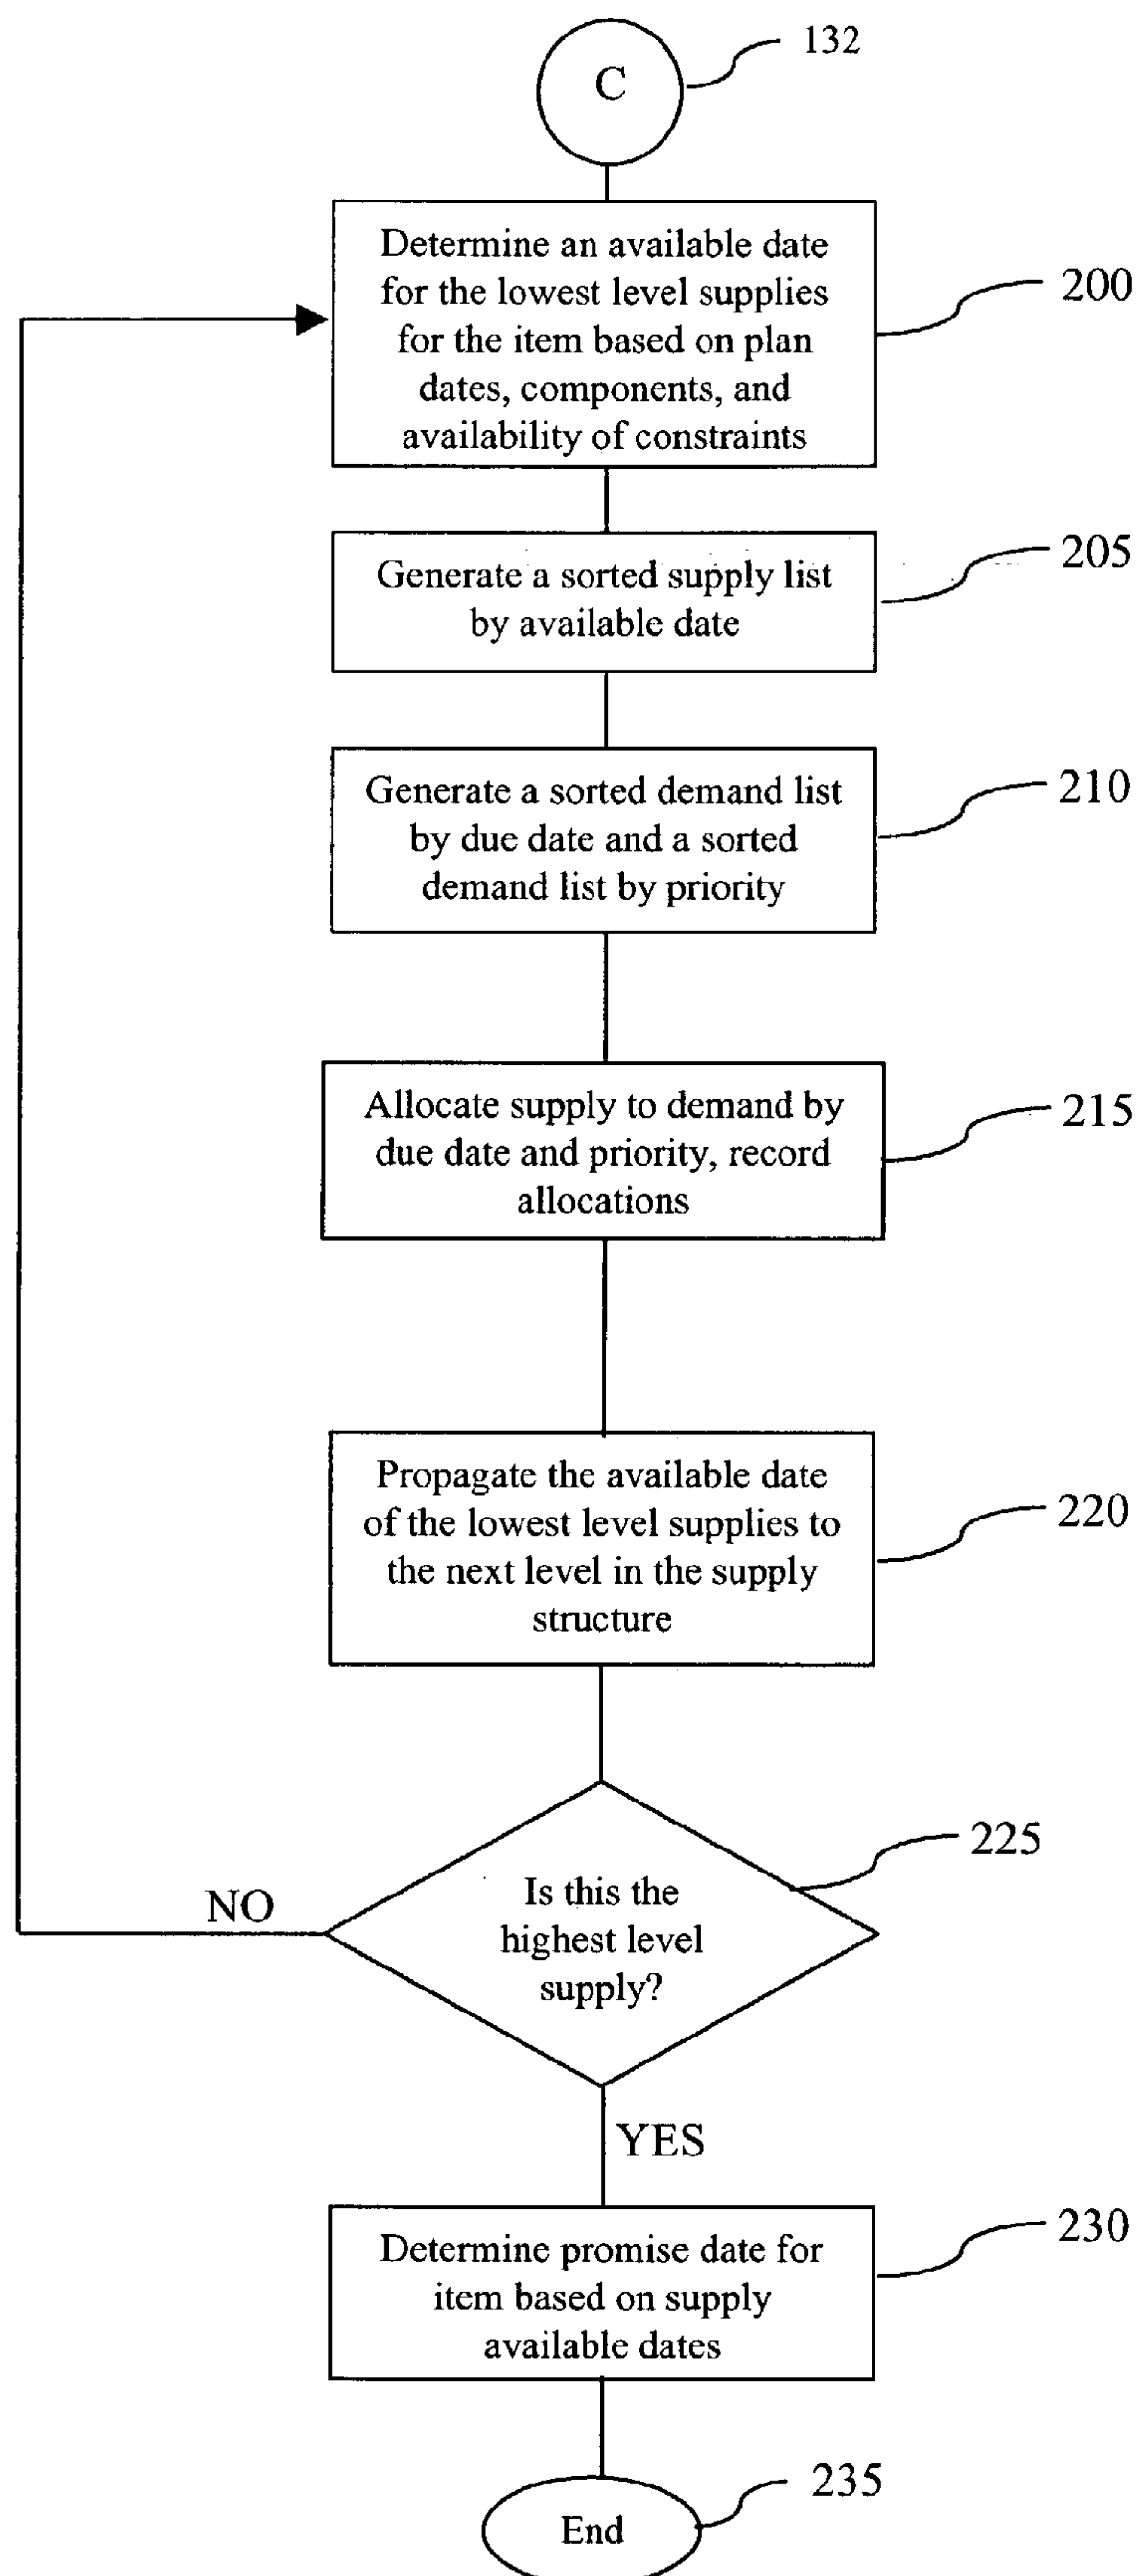 132
C
Determine an available date
for the lowest level supplies
for the item based on plan
dates, components, and
availability of constraints
200
Generate a sorted supply list
by available date
205
Generate a sorted demand list
by due date and a sorted
demand list by priority
210
Allocate supply to demand by
due date and priority, record
allocations
215
Propagate the available date
of the lowest level supplies to
the next level in the supply
structure
220
225
Is this the
highest level
supply?
NO
YES
Determine promise date for
item based on supply
available dates
230
235
End